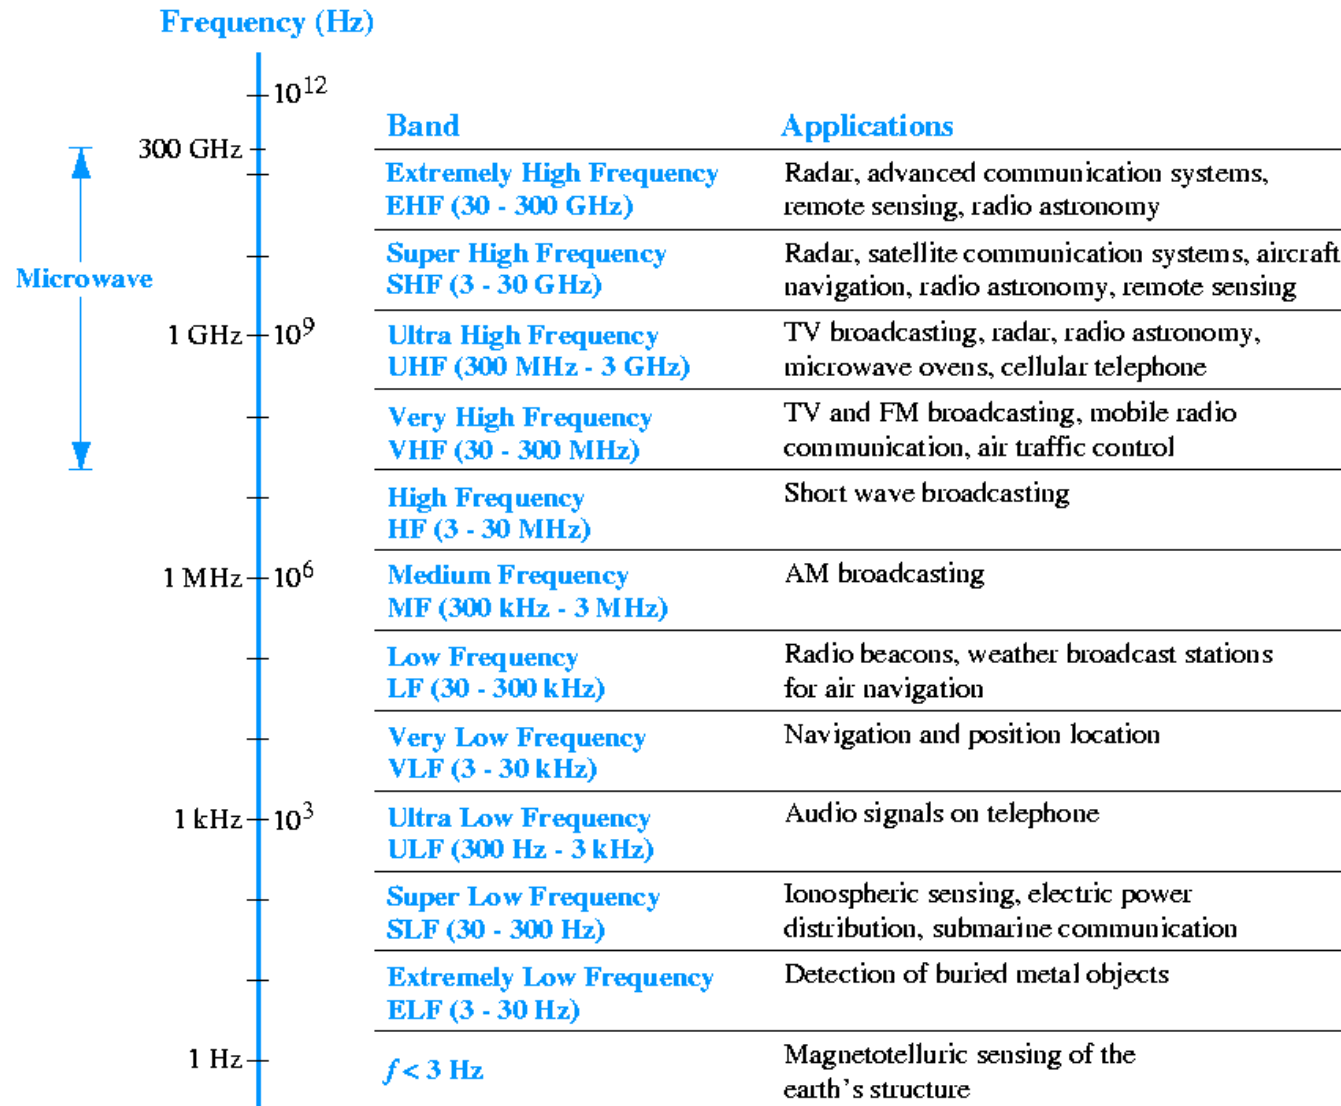 Frequency (Hz)
10^12
Band Applications
300 GHz
Extremely High Frequency Radar, advanced communication systems,
EHF (30 - 300 GHz) remote sensing, radio astronomy
Super High Frequency Radar, satellite communication systems, aircraft
Microwave
SHF (3 - 30 GHz) navigation, radio astronomy, remote sensing
1 GHz 10^9
Ultra High Frequency TV broadcasting, radar, radio astronomy,
UHF (300 MHz - 3 GHz) microwave ovens, cellular telephone
Very High Frequency TV and FM broadcasting, mobile radio
VHF (30 - 300 MHz) communication, air traffic control
High Frequency Short wave broadcasting
HF (3 - 30 MHz)
1 MHz 10^6
Medium Frequency AM broadcasting
MF (300 kHz - 3 MHz)
Low Frequency Radio beacons, weather broadcast stations
LF (30 - 300 kHz) for air navigation
Very Low Frequency Navigation and position location
VLF (3 - 30 kHz)
1 kHz 10^3
Ultra Low Frequency Audio signals on telephone
ULF (300 Hz - 3 kHz)
Super Low Frequency Ionospheric sensing, electric power
SLF (30 - 300 Hz) distribution, submarine communication
Extremely Low Frequency Detection of buried metal objects
ELF (3 - 30 Hz)
1 Hz
f < 3 Hz Magnetotelluric sensing of the
earth's structure